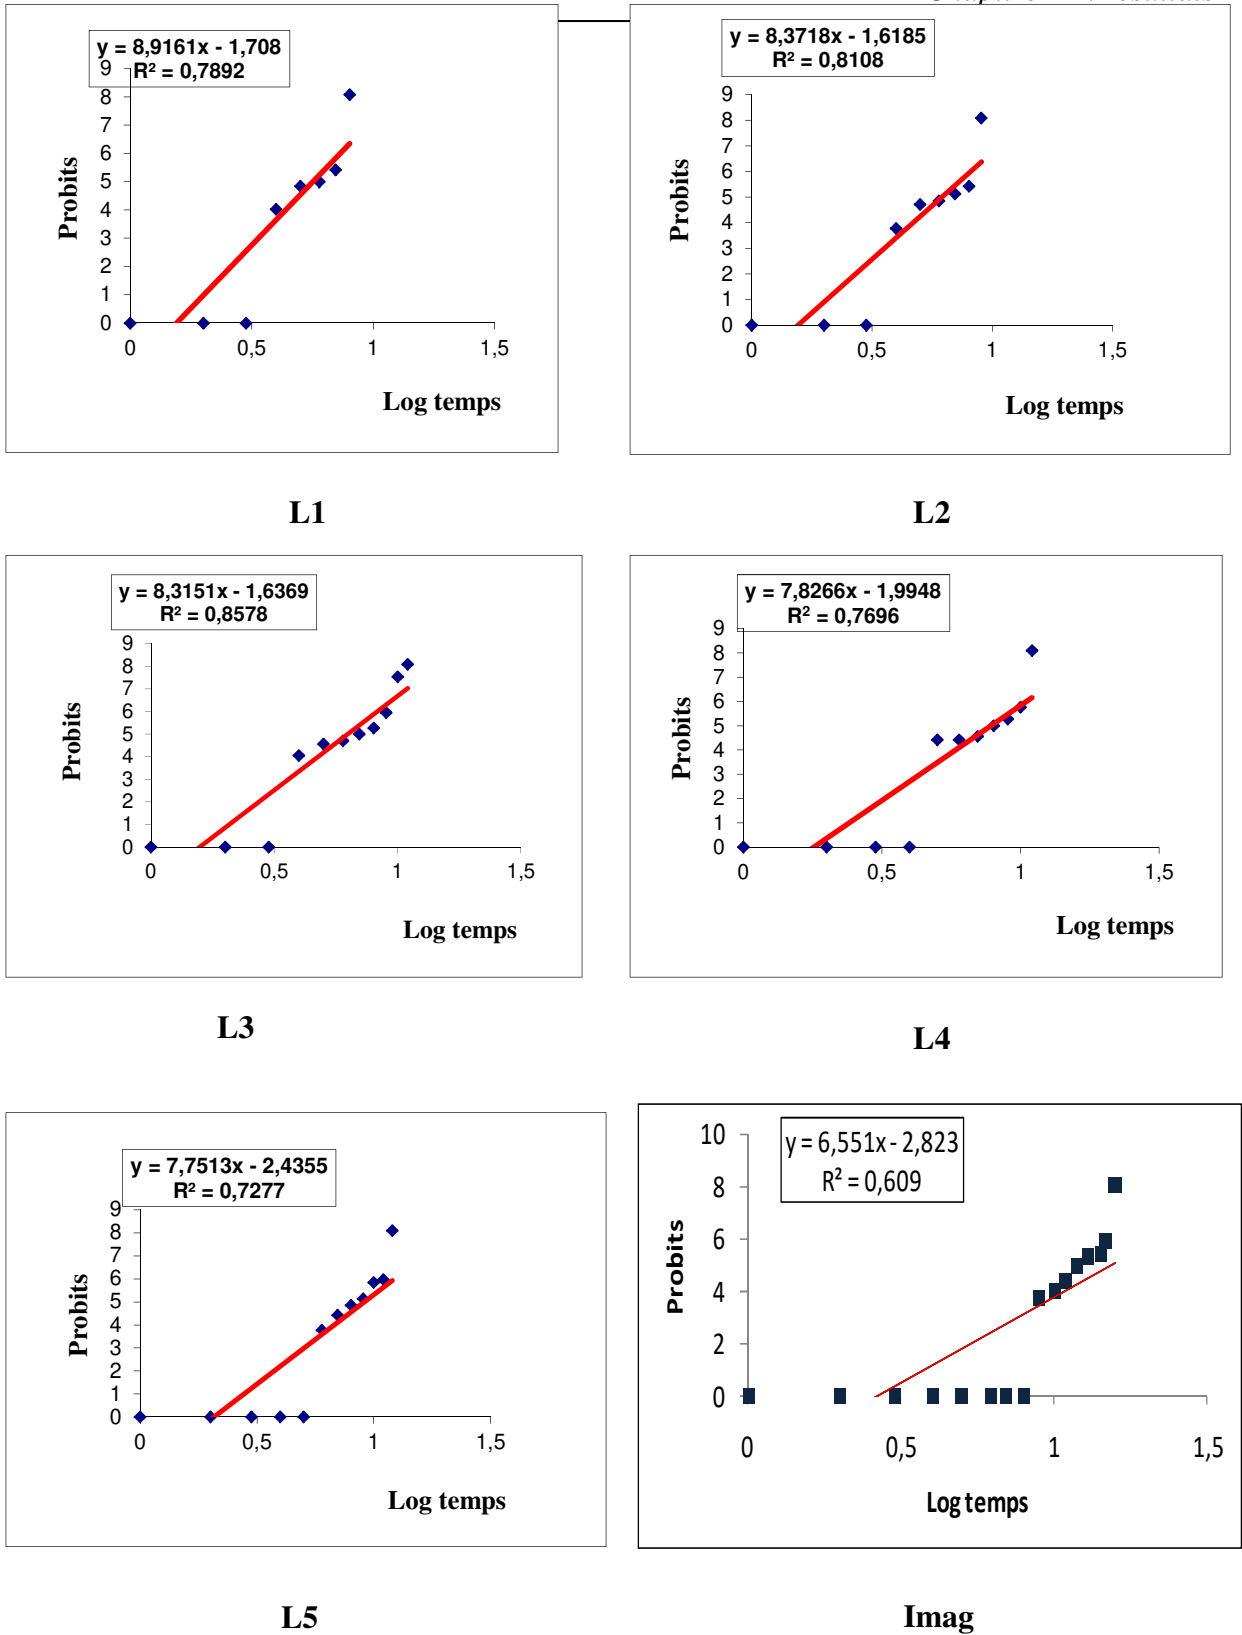 y = 8,9161x - 1,708
R² = 0,7892
9
8
7
6
5
4
3
2
1
0
Probits
0 0,5 1 1,5
Log temps
L1
y = 8,3718x - 1,6185
R² = 0,8108
9
8
7
6
5
4
3
2
1
0
Probits
0 0,5 1 1,5
Log temps
L2
y = 8,3151x - 1,6369
R² = 0,8578
9
8
7
6
5
4
3
2
1
0
Probits
0 0,5 1 1,5
Log temps
L3
y = 7,8266x - 1,9948
R² = 0,7696
9
8
7
6
5
4
3
2
1
0
Probits
0 0,5 1 1,5
Log temps
L4
y = 7,7513x - 2,4355
R² = 0,7277
9
8
7
6
5
4
3
2
1
0
Probits
0 0,5 1 1,5
Log temps
L5
y = 6,551x - 2,823
R² = 0,609
10
8
6
4
2
0
Probits
0 0,5 1 1,5
Log temps
Imag